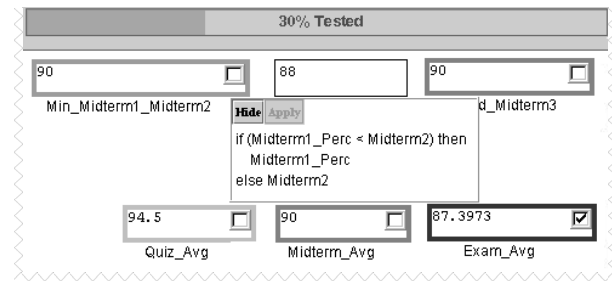 30% Tested
90
88
90
Min_Midterm1_Midterm2
d_Midterm3
Hide Apply
if (Midterm1_Perc < Midterm2) then
Midterm1_Perc
else Midterm2
94.5
90
87.3973
Quiz_Avg
Midterm_Avg
Exam_Avg